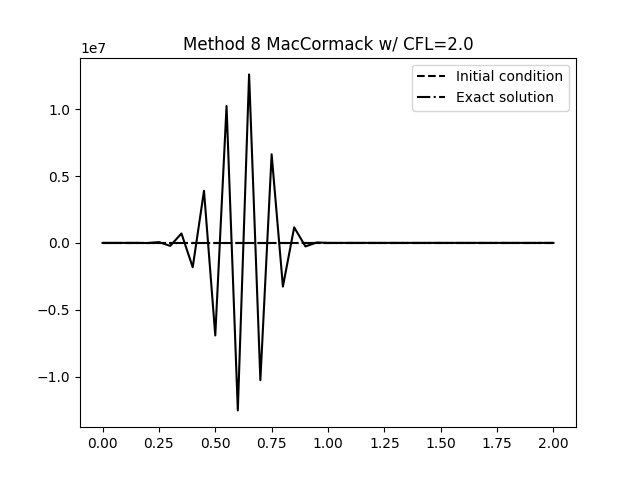 Method 8 MacCormack w/ CFL=2.0
1e7
Initial condition
Exact solution
1.0
0.5
0.0
−0.5
−1.0
0.00 0.25 0.50 0.75 1.00 1.25 1.50 1.75 2.00